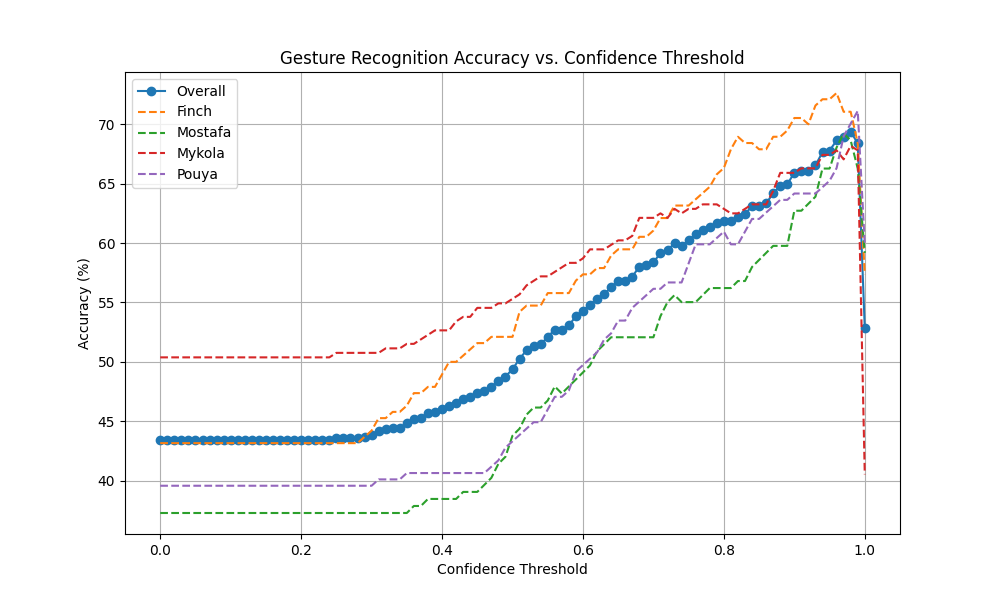 Gesture Recognition Accuracy vs. Confidence Threshold
Overall
Finch
Mostafa
Mykola
Pouya
Accuracy (%)
70
65
60
55
50
45
40
0.0 0.2 0.4 0.6 0.8 1.0
Confidence Threshold